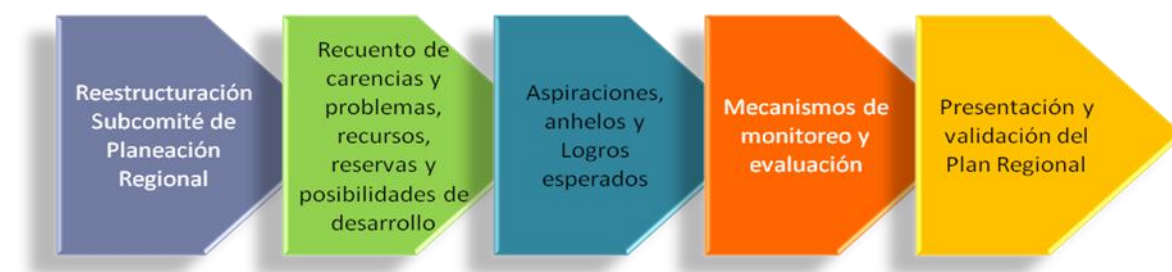 Reestructuración
Subcomité de
Planeación
Regional
Recuento de
carencias y
problemas,
recursos,
reservas y
posibilidades de
desarrollo
Aspiraciones,
anhelos y
Logros
esperados
Mecanismos de
monitoreo y
evaluación
Presentación y
validación del
Plan Regional